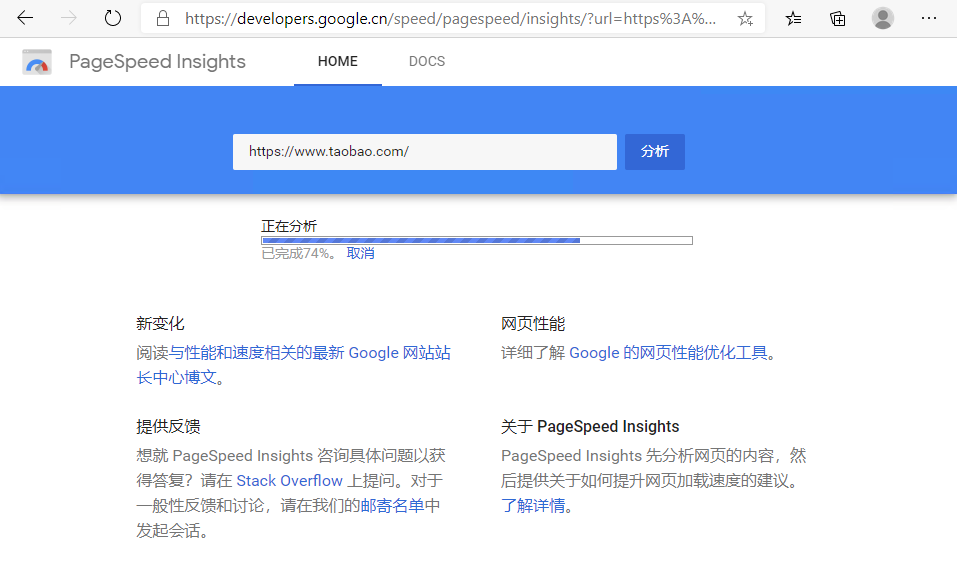 https://developers.google.cn/speed/pagespeed/insights/?url=https%3A%...
PageSpeed Insights HOME DOCS
https://www.taobao.com/ 分析
正在分析
已完成74%。 取消
新变化
阅读与性能和速度相关的最新 Google 网站站
长中心博文。
网页性能
详细了解 Google 的网页性能优化工具。
提供反馈
想就 PageSpeed Insights 咨询具体问题以获
得答复？请在 Stack Overflow 上提问。对于
一般性反馈和讨论，请在我们的邮寄名单中
发起会话。
关于 PageSpeed Insights
PageSpeed Insights 先分析网页的内容，然
后提供关于如何提升网页加载速度的建议。
了解详情。